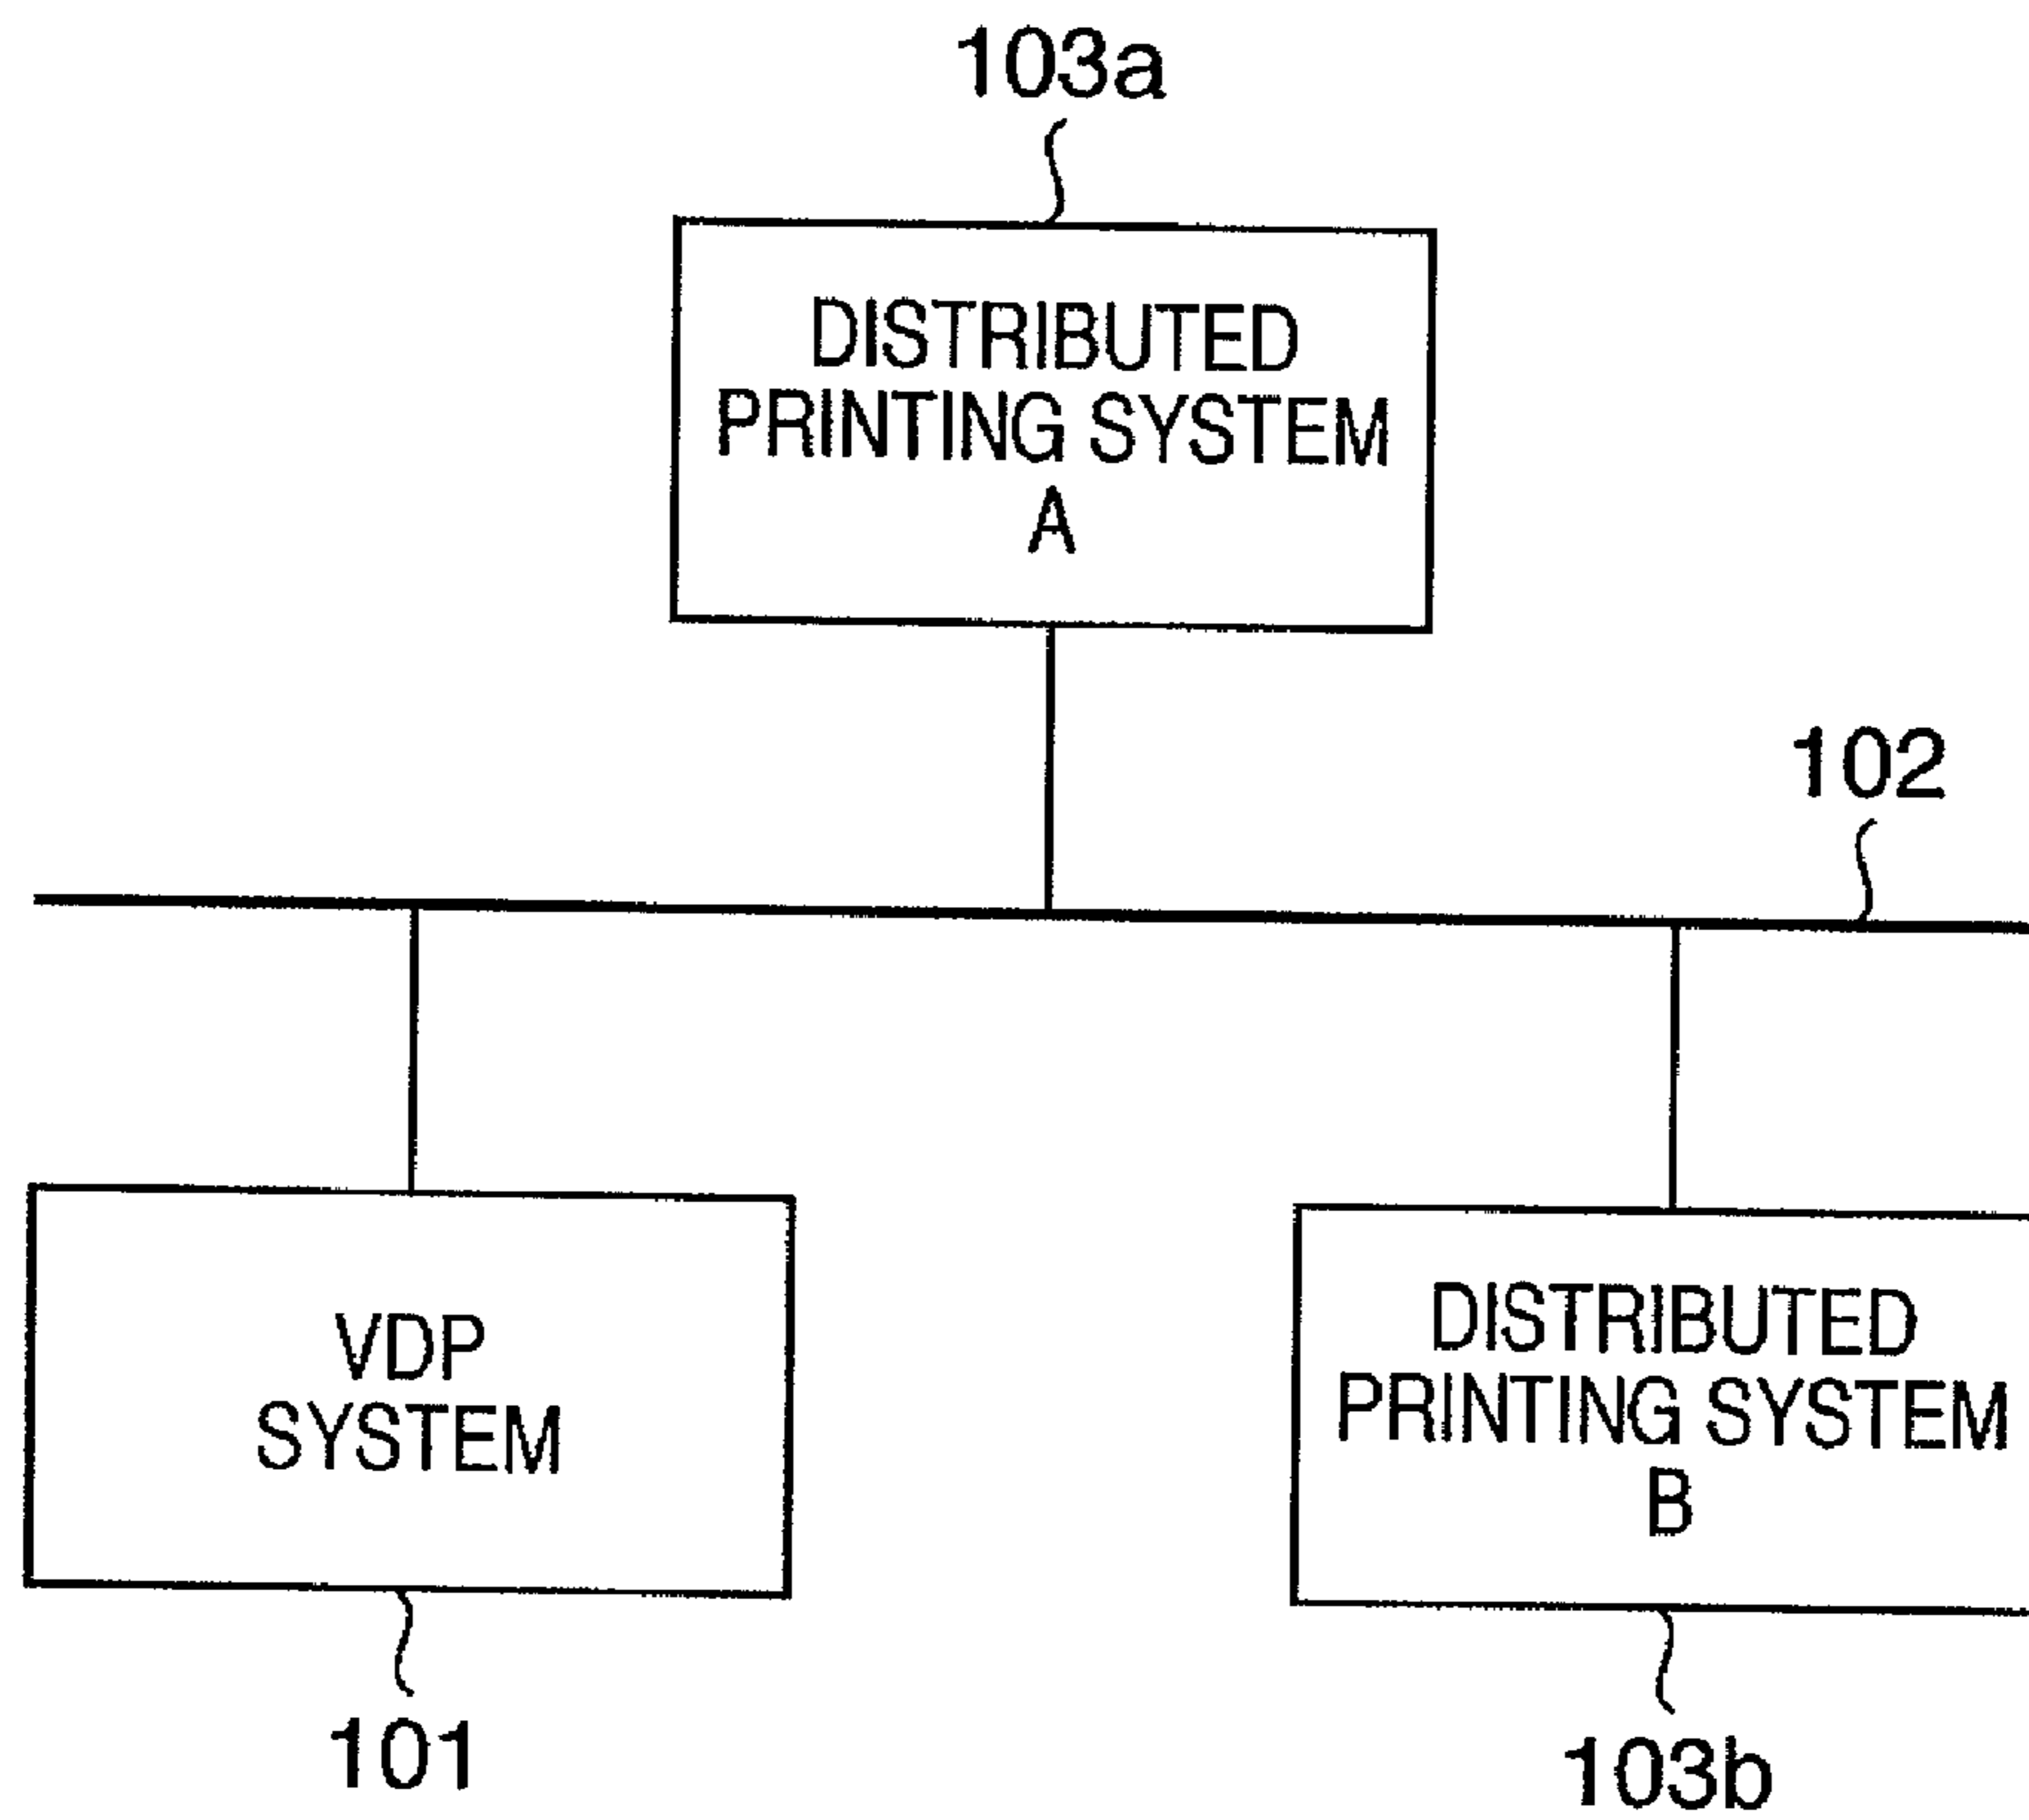 103a
DISTRIBUTED
PRINTING SYSTEM
A
102
VDP
SYSTEM
DISTRIBUTED
PRINTING SYSTEM
B
101
103b